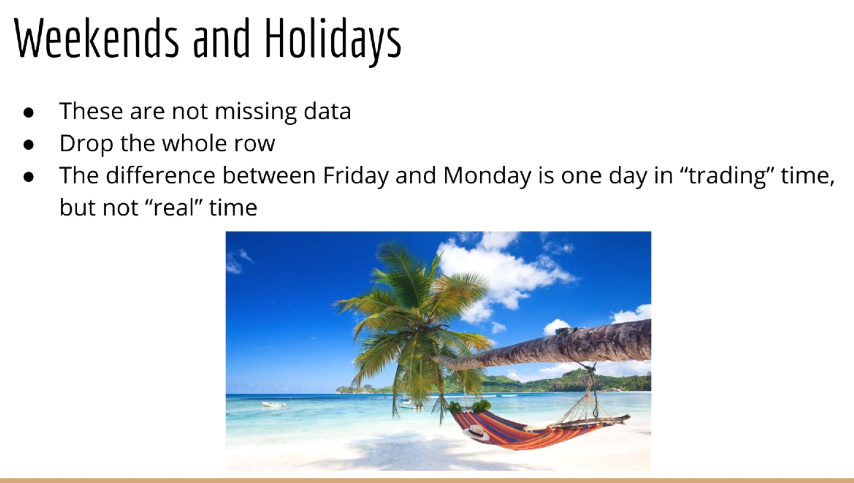 Weekends and Holidays
● These are not missing data
● Drop the whole row
● The difference between Friday and Monday is one day in “trading” time,
but not “real” time